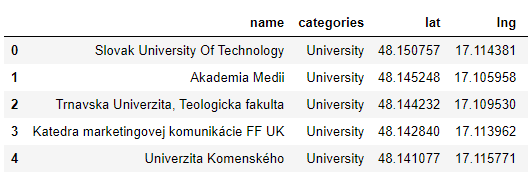 name categories lat lng
0 Slovak University Of Technology University 48.150757 17.114381
1 Akademia Medii University 48.145248 17.105958
2 Trnavska Univerzita, Teologicka fakulta University 48.144232 17.109530
3 Katedra marketingovej komunikácie FF UK University 48.142840 17.113962
4 Univerzita Komenského University 48.141077 17.115771